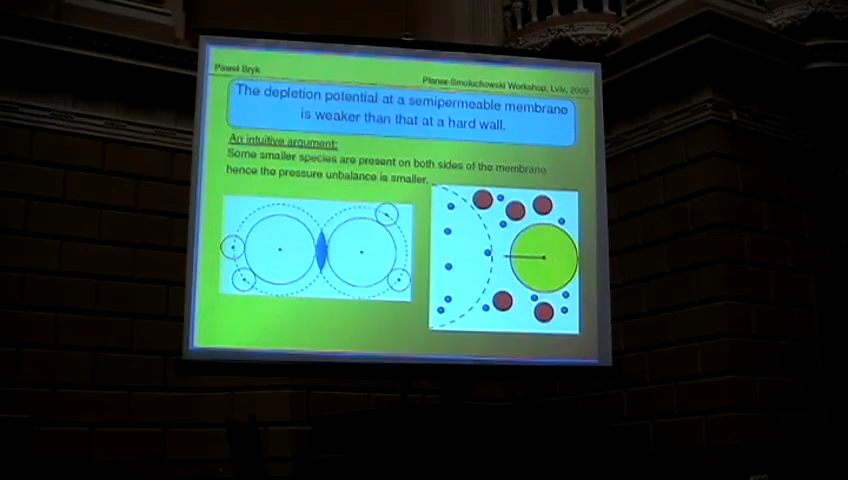 Paweł Bryk
Planer-Smoluchowski Workshop, Lviv, 2009
The depletion potential at a semipermeable membrane
is weaker than that at a hard wall.
An intuitive argument:
Some smaller species are present on both sides of the membrane
hence the pressure unbalance is smaller.